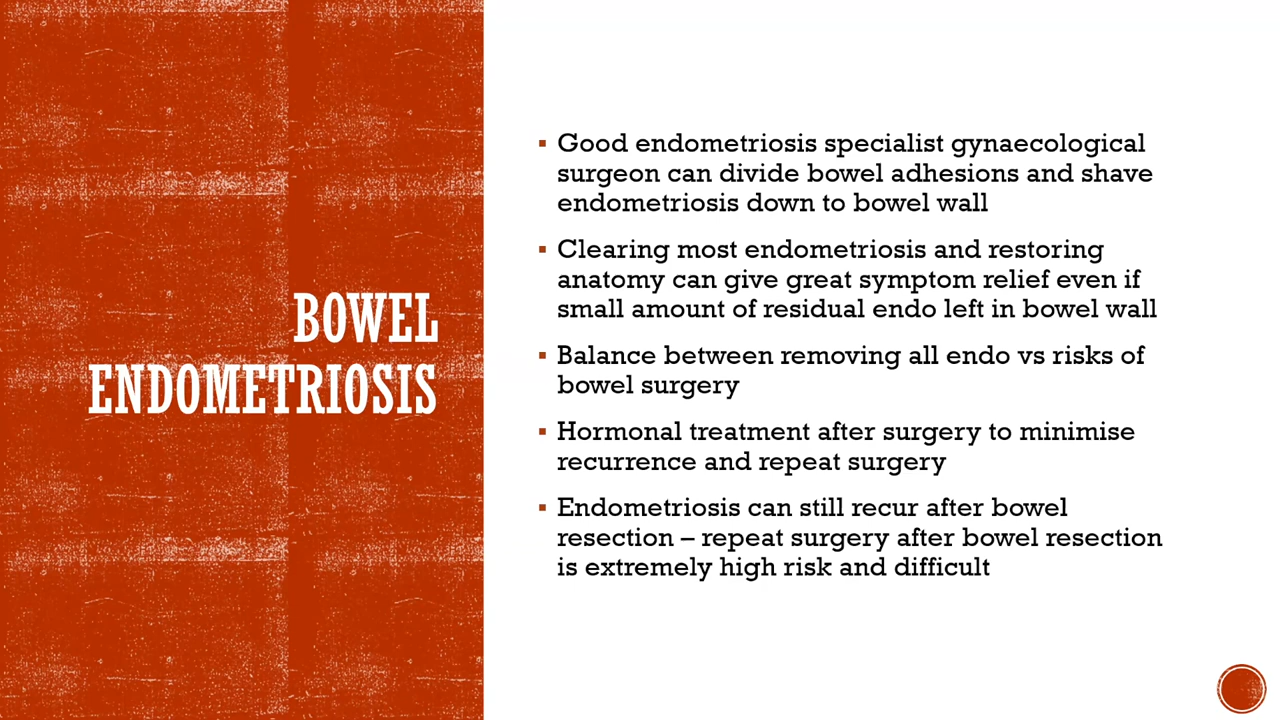 BOWEL
ENDOMETRIOSIS
▪ Good endometriosis specialist gynaecological
surgeon can divide bowel adhesions and shave
endometriosis down to bowel wall
▪ Clearing most endometriosis and restoring
anatomy can give great symptom relief even if
small amount of residual endo left in bowel wall
▪ Balance between removing all endo vs risks of
bowel surgery
▪ Hormonal treatment after surgery to minimise
recurrence and repeat surgery
▪ Endometriosis can still recur after bowel
resection – repeat surgery after bowel resection
is extremely high risk and difficult